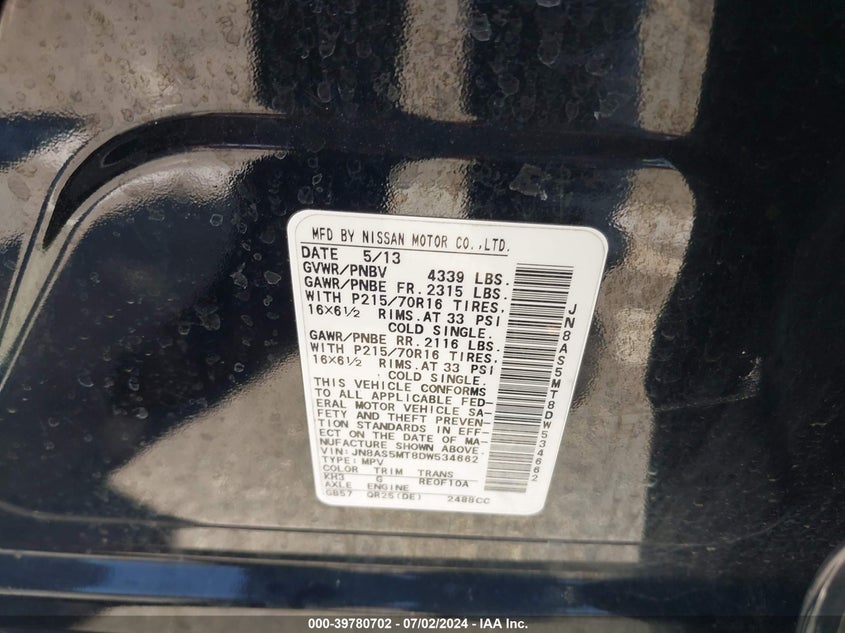 MFD BY NISSAN MOTOR CO.,LTD.
DATE 5/13
GVWR/PNBV 4339 LBS.
GAWR/PNBE FR. 2315 LBS.
WITH P215/70R16 TIRES,
16×6½ RIMS. AT 33 PSI
COLD SINGLE.
GAWR/PNBE RR. 2116 LBS.
WITH P215/70R16 TIRES.
16×6½ RIMS. AT 33 PSI
COLD SINGLE.
THIS VEHICLE CONFORMS
TO ALL APPLICABLE FED-
ERAL MOTOR VEHICLE SA-
FETY AND THEFT PREVEN-
TION STANDARDS IN EFF-
ECT ON THE DATE OF MA-
NUFACTURE SHOWN ABOVE.
VIN: JN8AS5MT8DW534662
TYPE: MPV
COLOR TRIM TRANS
KH3 G RE0F10A
AXLE ENGINE
GB57 QR25(DE) 2488CC
JN8AS5MT8DW534662
000-39780702 - 07/02/2024 - IAA Inc.